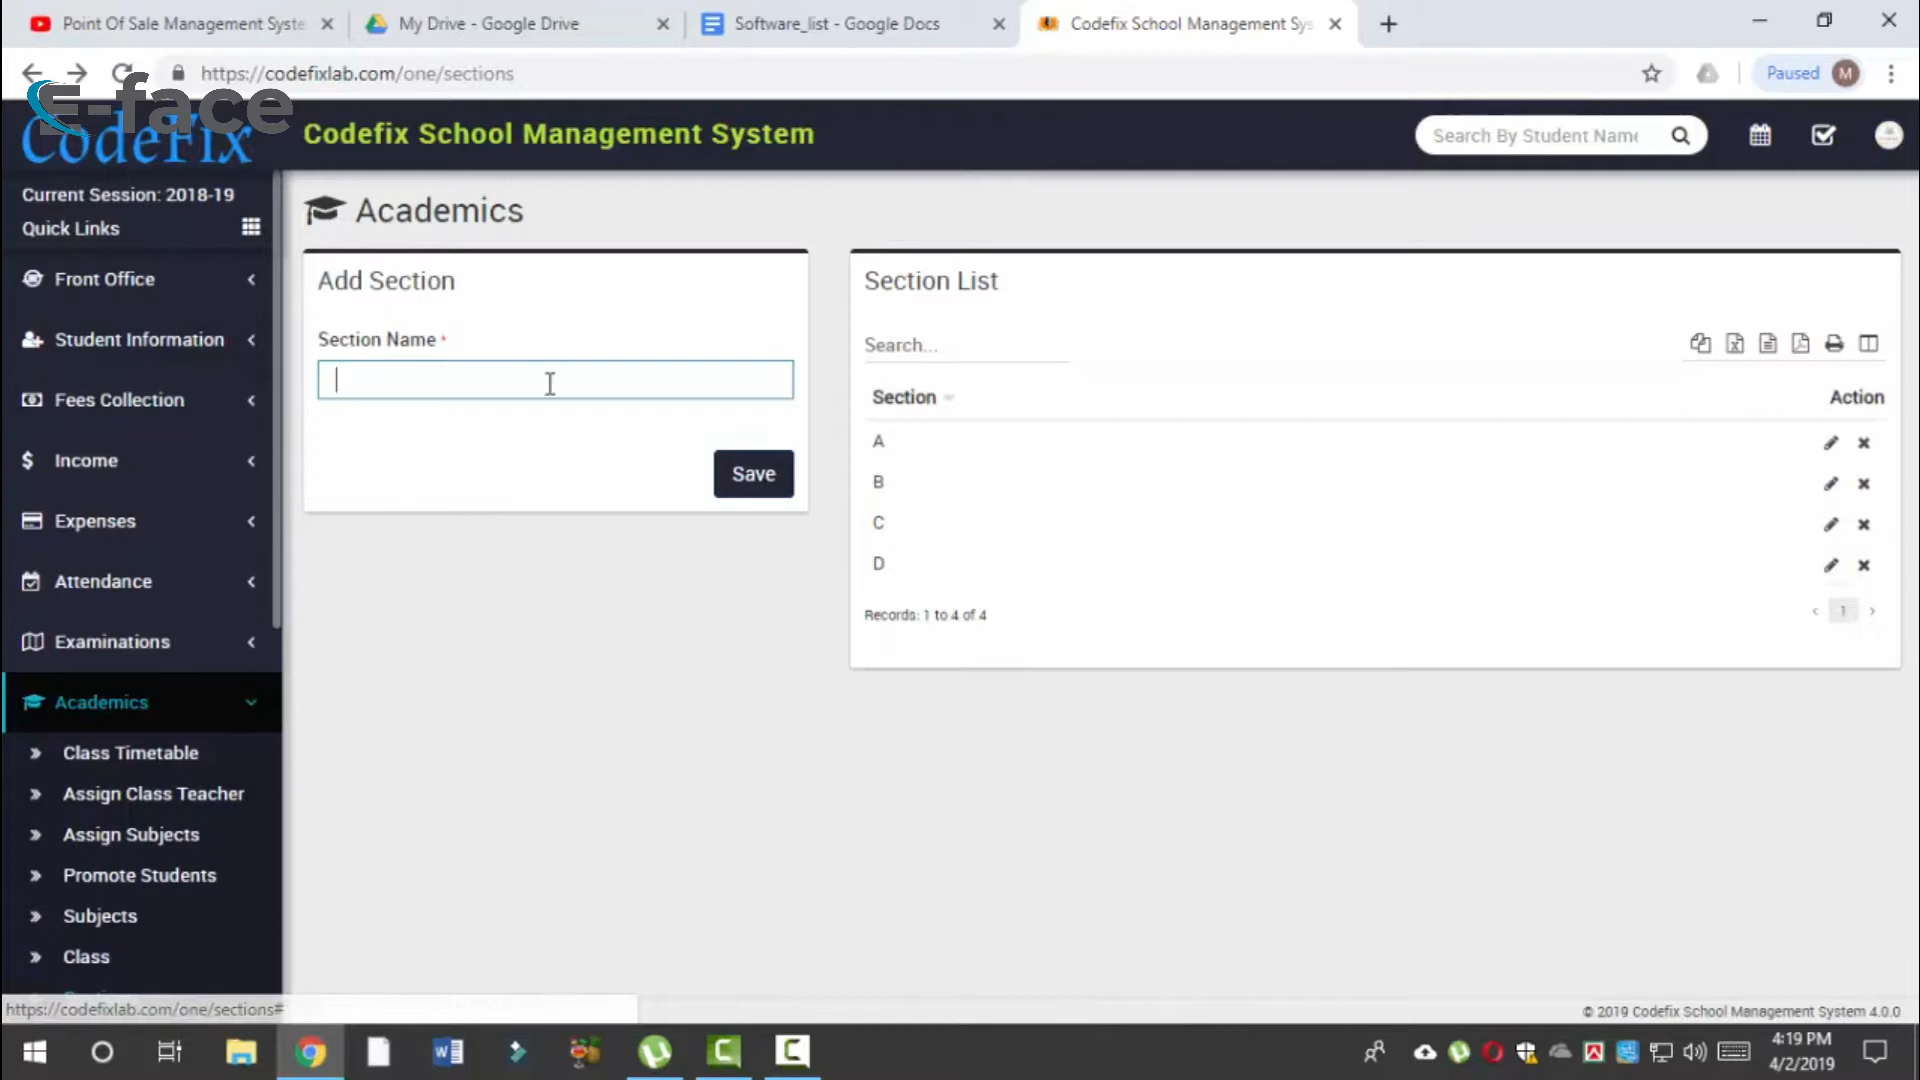 Point Of Sale Management Syste
My Drive - Google Drive
Software_list - Google Docs
Codefix School Management Sys
https://codefixlab.com/one/sections
Paused
M
E-face
CodeFix
Codefix School Management System
Search By Student Name
Current Session: 2018-19
Quick Links
Front Office
Student Information
Fees Collection
Income
Expenses
Attendance
Examinations
Academics
Class Timetable
Assign Class Teacher
Assign Subjects
Promote Students
Subjects
Class
Academics
Add Section
Section Name *
Save
Section List
Search...
Section
Action
A
B
C
D
Records: 1 to 4 of 4
1
https://codefixlab.com/one/sections#
© 2019 Codefix School Management System 4.0.0
4:19 PM
4/2/2019